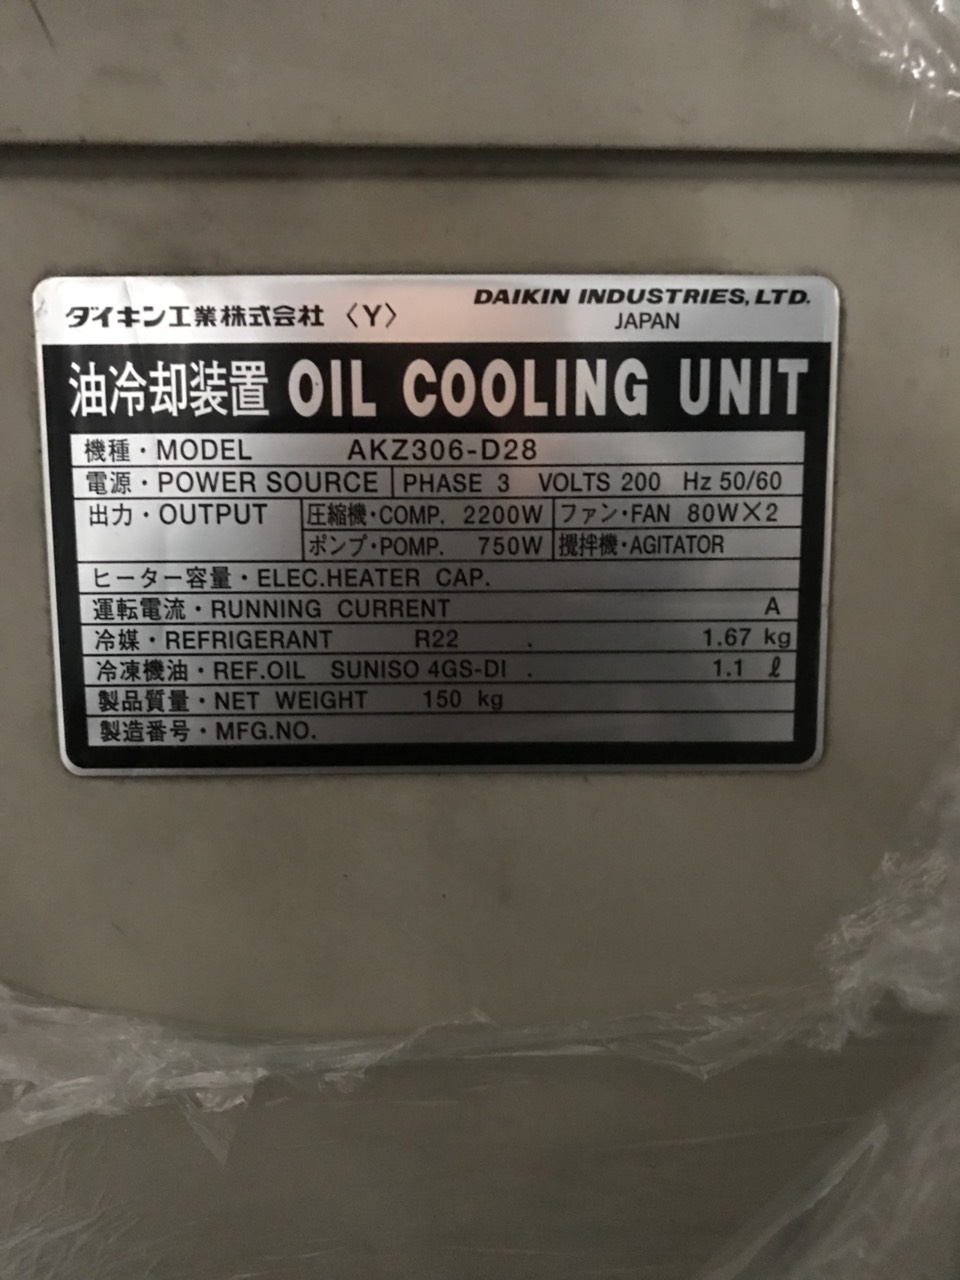 ダイキン工業株式会社 〈Y〉 DAIKIN INDUSTRIES, LTD.
JAPAN
油冷却装置 OIL COOLING UNIT
機種・MODEL AKZ306-D28
電源・POWER SOURCE PHASE 3 VOLTS 200 Hz 50/60
出力・OUTPUT 圧縮機・COMP. 2200W ファン・FAN 80W×2
ポンプ・POMP. 750W 攪拌機・AGITATOR
ヒーター容量・ELEC.HEATER CAP.
運転電流・RUNNING CURRENT A
冷媒・REFRIGERANT R22 . 1.67 kg
冷凍機油・REF.OIL SUNISO 4GS-DI . 1.1 ℓ
製品質量・NET WEIGHT 150 kg
製造番号・MFG.NO.